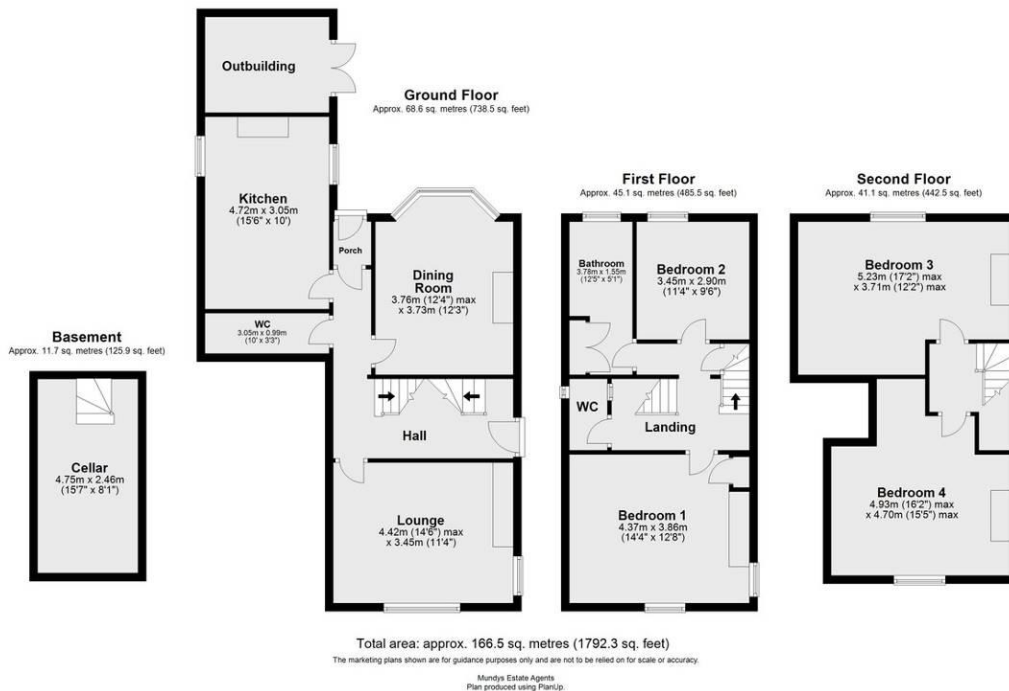 Outbuilding
Ground Floor
Approx. 68.6 sq. metres (738.5 sq. feet)
Kitchen
4.72m x 3.05m
(15'6" x 10')
Porch
Dining
Room
3.76m (12'4") max
x 3.73m (12'3")
WC
3.05m x 0.99m
(10' x 3'3")
Hall
Lounge
4.42m (14'6") max
x 3.45m (11'4")
Basement
Approx. 11.7 sq. metres (125.9 sq. feet)
Cellar
4.75m x 2.46m
(15'7" x 8'1")
First Floor
Approx. 45.1 sq. metres (485.5 sq. feet)
Bathroom
3.78m x 1.55m
(12'5" x 5'1")
Bedroom 2
3.45m x 2.90m
(11'4" x 9'6")
WC
Landing
Bedroom 1
4.37m x 3.86m
(14'4" x 12'8")
Second Floor
Approx. 41.1 sq. metres (442.5 sq. feet)
Bedroom 3
5.23m (17'2") max
x 3.71m (12'2") max
Bedroom 4
4.93m (16'2") max
x 4.70m (15'5") max
Total area: approx. 166.5 sq. metres (1792.3 sq. feet)
The marketing plans shown are for guidance purposes only and are not to be relied on for scale or accuracy.
Mundys Estate Agents
Plan produced using PlanUp.